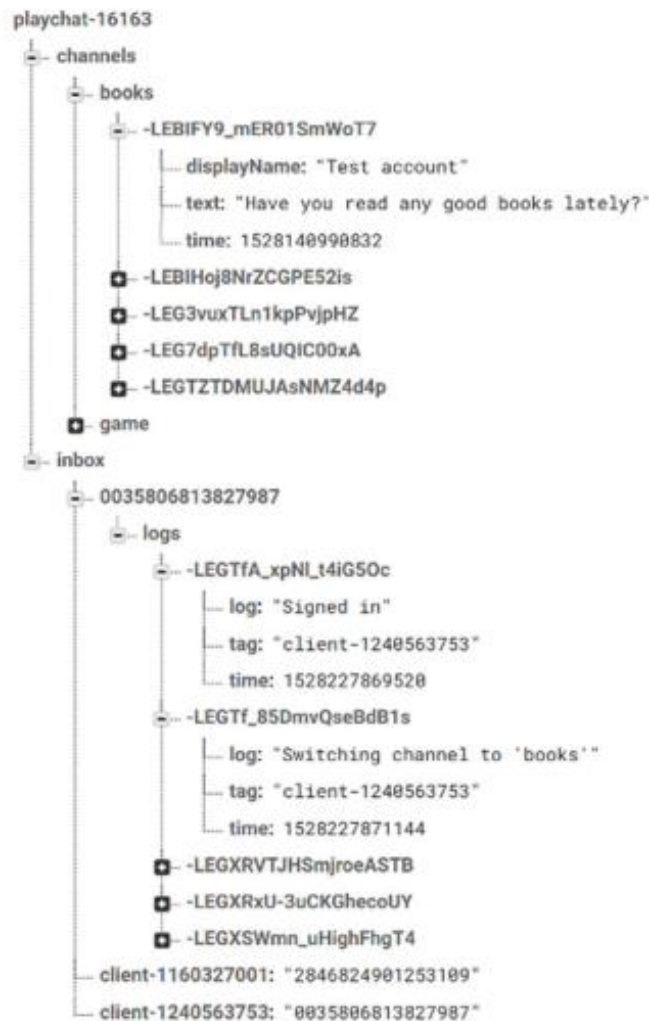 playchat-16163
channels
books
-LEBIFY9_mER01SmWoT7
displayName: "Test account"
text: "Have you read any good books lately?"
time: 1528140990832
-LEBIHoj8NrZCGPE52is
-LEG3vuxTLn1kpPvjpHZ
-LEG7dpTfL8sUQIC00xA
-LEGTZTDMUJAsNMZ4d4p
game
inbox
0035806813827987
logs
-LEGTfA_xpNl_t4iG5Oc
log: "Signed in"
tag: "client-1240563753"
time: 1528227869520
-LEGTf_85DmvQseBdB1s
log: "Switching channel to 'books'"
tag: "client-1240563753"
time: 1528227871144
-LEGXRVTJHSmjroeASTB
-LEGXRxU-3uCKGhecoUY
-LEGXSWmn_uHighFhgT4
client-1160327001: "2846824901253109"
client-1240563753: "0035806813827987"